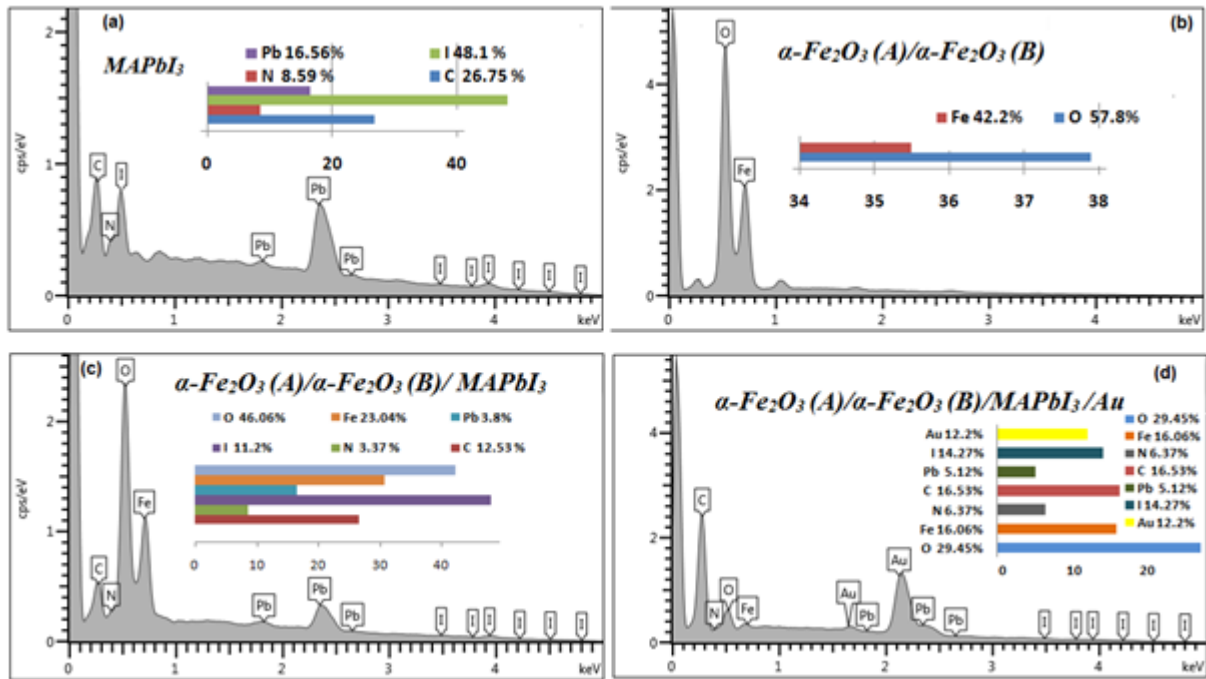 (a)
MAPbI₃
Pb 16.56% I 48.1 %
N 8.59 % C 26.75 %
0 20 40
2
1
0
cps/eV
C
N
I
Pb
Pb
Pb
I I I I I I
0 1 2 3 4 keV
(b)
α-Fe₂O₃ (A)/α-Fe₂O₃ (B)
Fe 42.2% O 57.8%
34 35 36 37 38
4
2
0
cps/eV
O
Fe
0 1 2 3 4 keV
(c)
α-Fe₂O₃ (A)/α-Fe₂O₃ (B)/ MAPbI₃
O 46.06% Fe 23.04% Pb 3.8%
I 11.2% N 3.37 % C 12.53 %
0 10 20 30 40
2
1
0
cps/eV
O
Fe
C
N
Pb
Pb
Pb
I I I I I I
0 1 2 3 4 keV
(d)
α-Fe₂O₃ (A)/α-Fe₂O₃ (B)/MAPbI₃ /Au
Au 12.2%
I 14.27%
Pb 5.12%
C 16.53%
N 6.37%
Fe 16.06%
O 29.45%
0 10 20
O 29.45%
Fe 16.06%
N 6.37%
C 16.53%
Pb 5.12%
I 14.27%
Au 12.2%
4
2
0
cps/eV
C
N
O
Fe
Au
Pb
Au
Pb
Pb
I I I I I I
0 1 2 3 4 keV